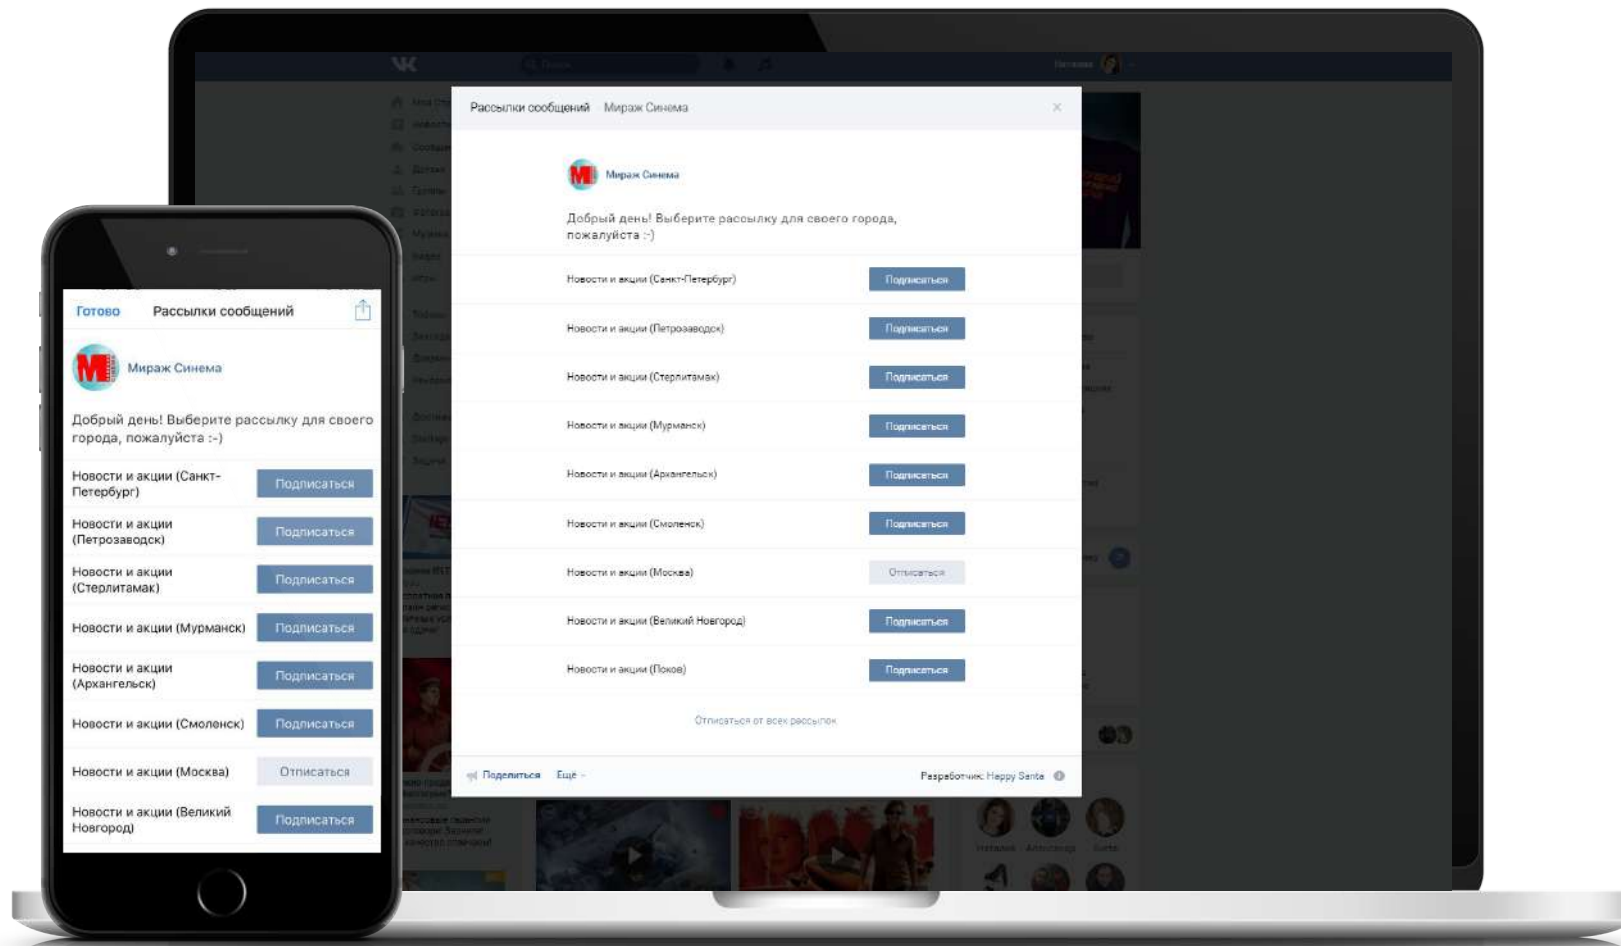 Поиск
Рассылки сообщений Мираж Синема
Мираж Синема
Добрый день! Выберите рассылку для своего города,
пожалуйста :-)
Новости и акции (Санкт-Петербург) Подписаться
Новости и акции (Петрозаводск) Подписаться
Новости и акции (Стерлитамак) Подписаться
Новости и акции (Мурманск) Подписаться
Новости и акции (Архангельск) Подписаться
Новости и акции (Смоленск) Подписаться
Новости и акции (Москва) Отписаться
Новости и акции (Великий Новгород) Подписаться
Новости и акции (Псков) Подписаться
Отписаться от всех рассылок
Поделиться Ещё
Разработчик: Happy Santa
Готово Рассылки сообщений
Мираж Синема
Добрый день! Выберите рассылку для своего
города, пожалуйста :-)
Новости и акции (Санкт-
Петербург)
Подписаться
Новости и акции
(Петрозаводск)
Подписаться
Новости и акции
(Стерлитамак)
Подписаться
Новости и акции (Мурманск) Подписаться
Новости и акции
(Архангельск)
Подписаться
Новости и акции (Смоленск) Подписаться
Новости и акции (Москва) Отписаться
Новости и акции (Великий
Новгород)
Подписаться